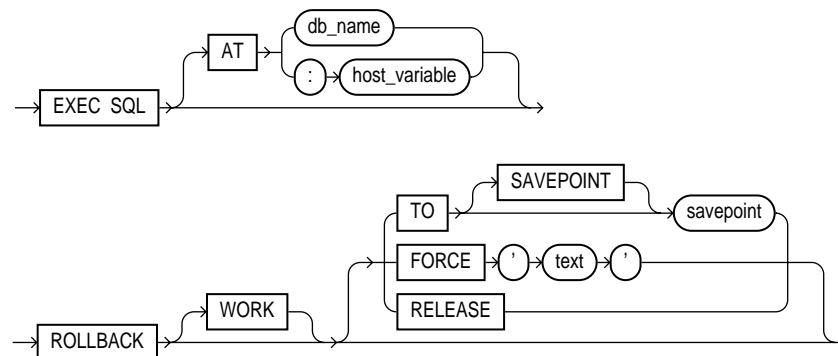 db_name
AT
: host_variable
EXEC SQL
SAVEPOINT
TO savepoint
FORCE ' text '
WORK RELEASE
ROLLBACK